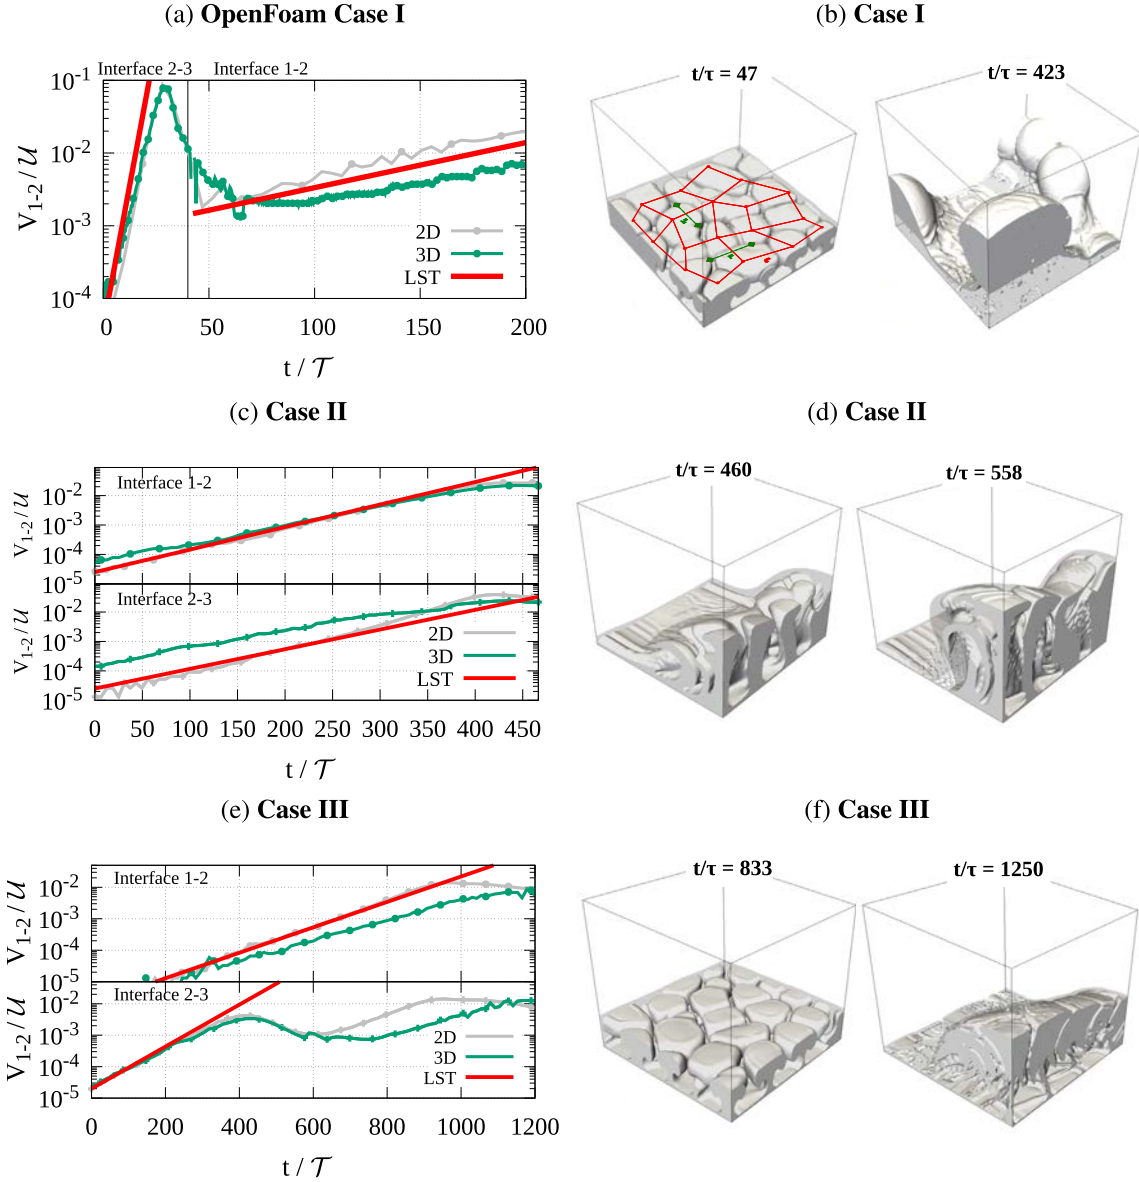 (a) OpenFoam Case I
(b) Case I
Interface 2-3 Interface 1-2
10^-1
10^-2
10^-3
10^-4
V_1-2 / 𝒰
2D
3D
LST
0 50 100 150 200
t / 𝒯
t/τ = 47
t/τ = 423
(c) Case II
(d) Case II
Interface 1-2
10^-2
10^-3
10^-4
10^-5
V_1-2 / 𝒰
Interface 2-3
10^-2
10^-3
10^-4
10^-5
V_1-2 / 𝒰
2D
3D
LST
0 50 100 150 200 250 300 350 400 450
t / 𝒯
t/τ = 460
t/τ = 558
(e) Case III
(f) Case III
Interface 1-2
10^-2
10^-3
10^-4
10^-5
V_1-2 / 𝒰
Interface 2-3
10^-2
10^-3
10^-4
10^-5
V_1-2 / 𝒰
2D
3D
LST
0 200 400 600 800 1000 1200
t / 𝒯
t/τ = 833
t/τ = 1250